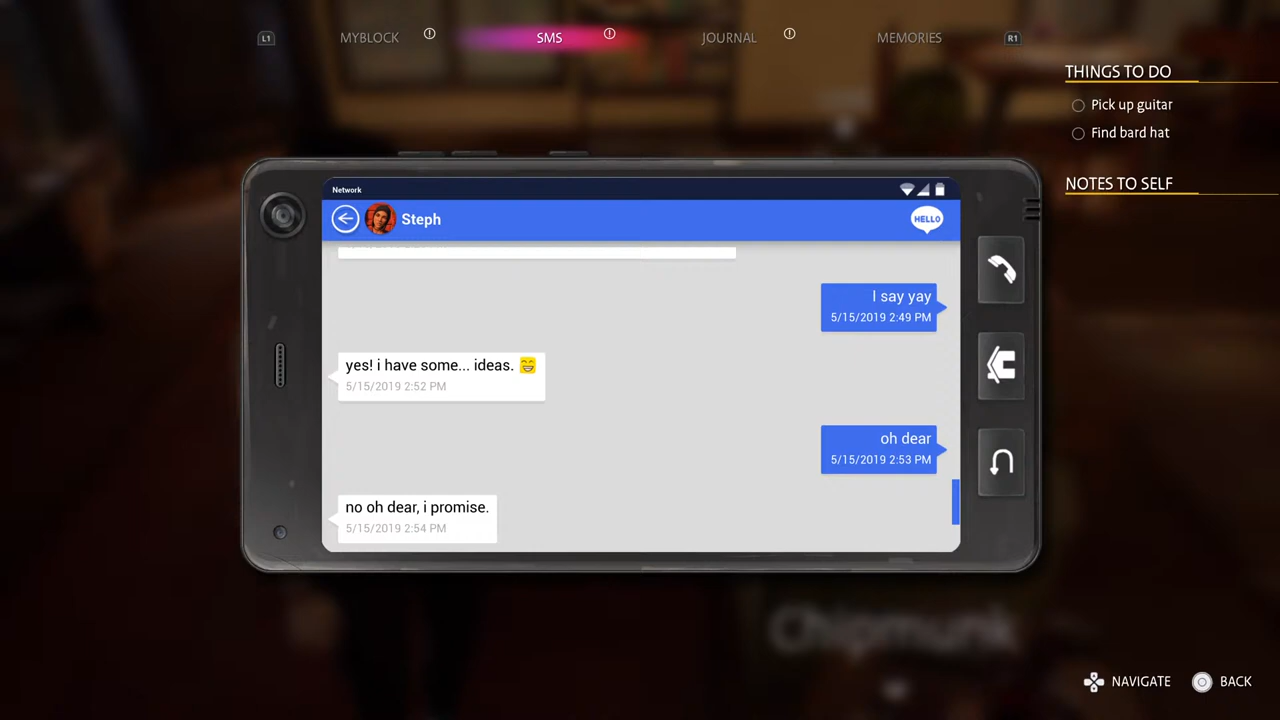 L1
MYBLOCK
SMS
JOURNAL
MEMORIES
R1
THINGS TO DO
Pick up guitar
Find bard hat
NOTES TO SELF
Network
Steph
HELLO
I say yay
5/15/2019 2:49 PM
yes! i have some... ideas. 😁
5/15/2019 2:52 PM
oh dear
5/15/2019 2:53 PM
no oh dear, i promise.
5/15/2019 2:54 PM
Chipmunk
NAVIGATE
BACK